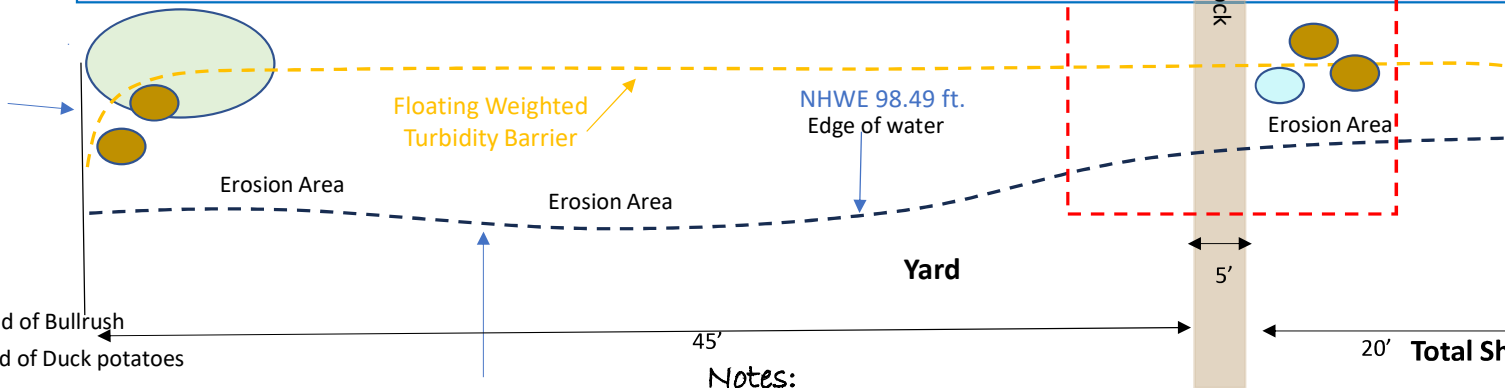 ck
Floating Weighted
Turbidity Barrier
NHWE 98.49 ft.
Edge of water
Erosion Area
Erosion Area
Erosion Area
Yard
5’
d of Bullrush
45’
20’ Total Sh
d of Duck potatoes
Notes: